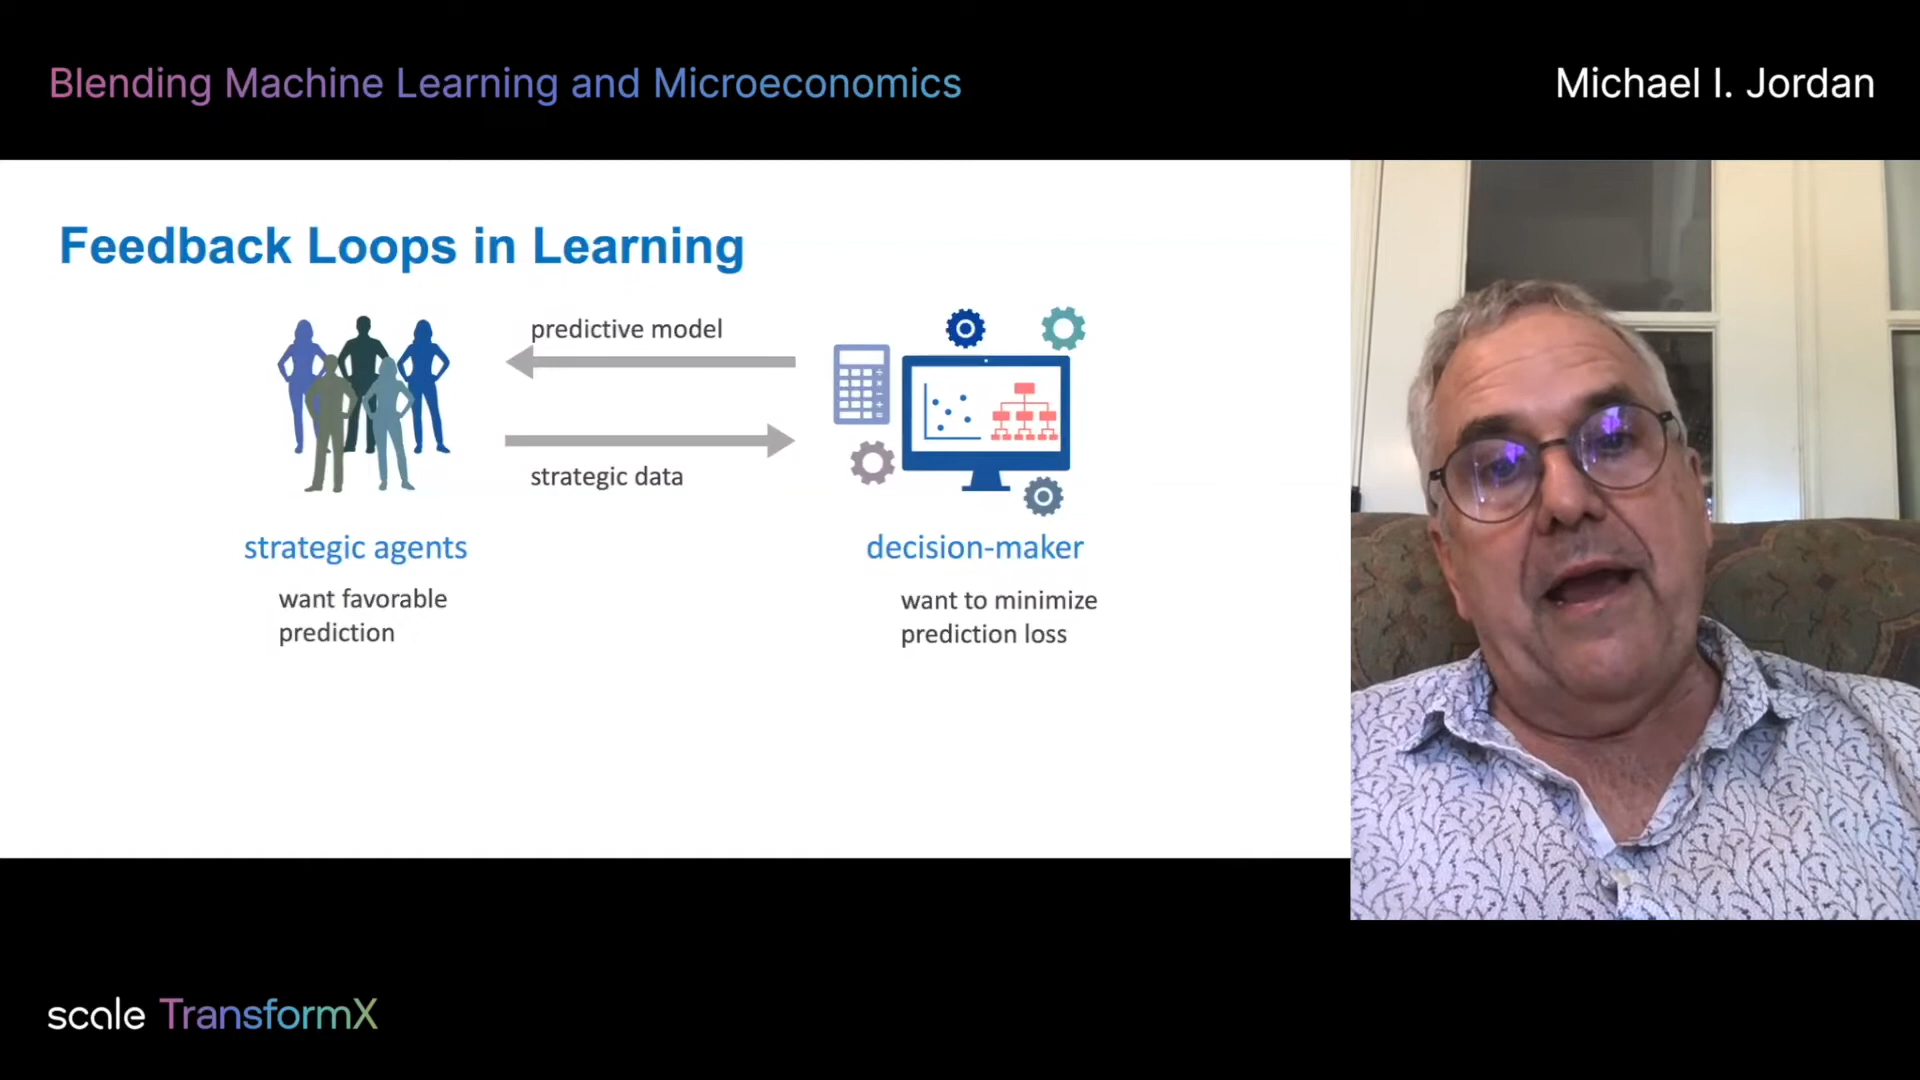 Blending Machine Learning and Microeconomics
Michael I. Jordan
Feedback Loops in Learning
predictive model
strategic data
strategic agents
want favorable
prediction
decision-maker
want to minimize
prediction loss
scale TransformX